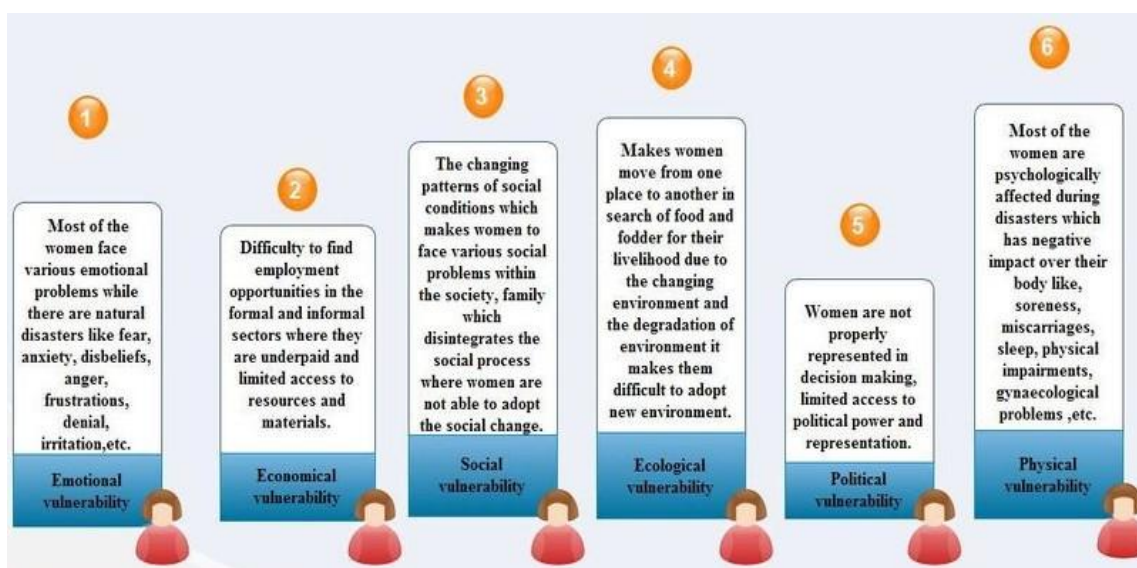 1
Most of the
women face
various emotional
problems while
there are natural
disasters like fear,
anxiety, disbeliefs,
anger,
frustrations,
denial,
irritation,etc.
Emotional
vulnerability
2
Difficulty to find
employment
opportunities in the
formal and informal
sectors where they
are underpaid and
limited access to
resources and
materials.
Economical
vulnerability
3
The changing
patterns of social
conditions which
makes women to
face various social
problems within
the society, family
which
disintegrates the
social process
where women are
not able to adopt
the social change.
Social
vulnerability
4
Makes women
move from one
place to another in
search of food and
fodder for their
livelihood due to
the changing
environment and
the degradation of
environment it
makes them
difficult to adopt
new environment.
Ecological
vulnerability
5
Women are not
properly
represented in
decision making,
limited access to
political power and
representation.
Political
vulnerability
6
Most of the
women are
psychologically
affected during
disasters which
has negative
impact over their
body like,
soreness,
miscarriages,
sleep, physical
impairments,
gynaecological
problems ,etc.
Physical
vulnerability